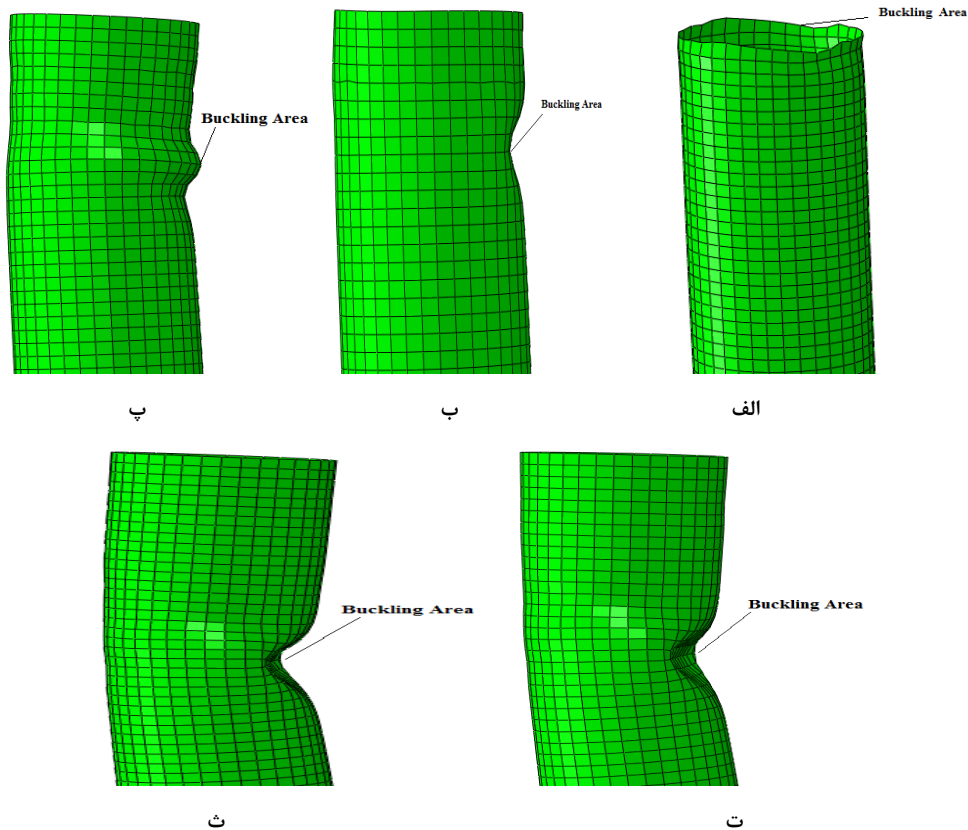 Buckling Area
Buckling Area
Buckling Area
الف
ب
پ
Buckling Area
Buckling Area
ت
ث